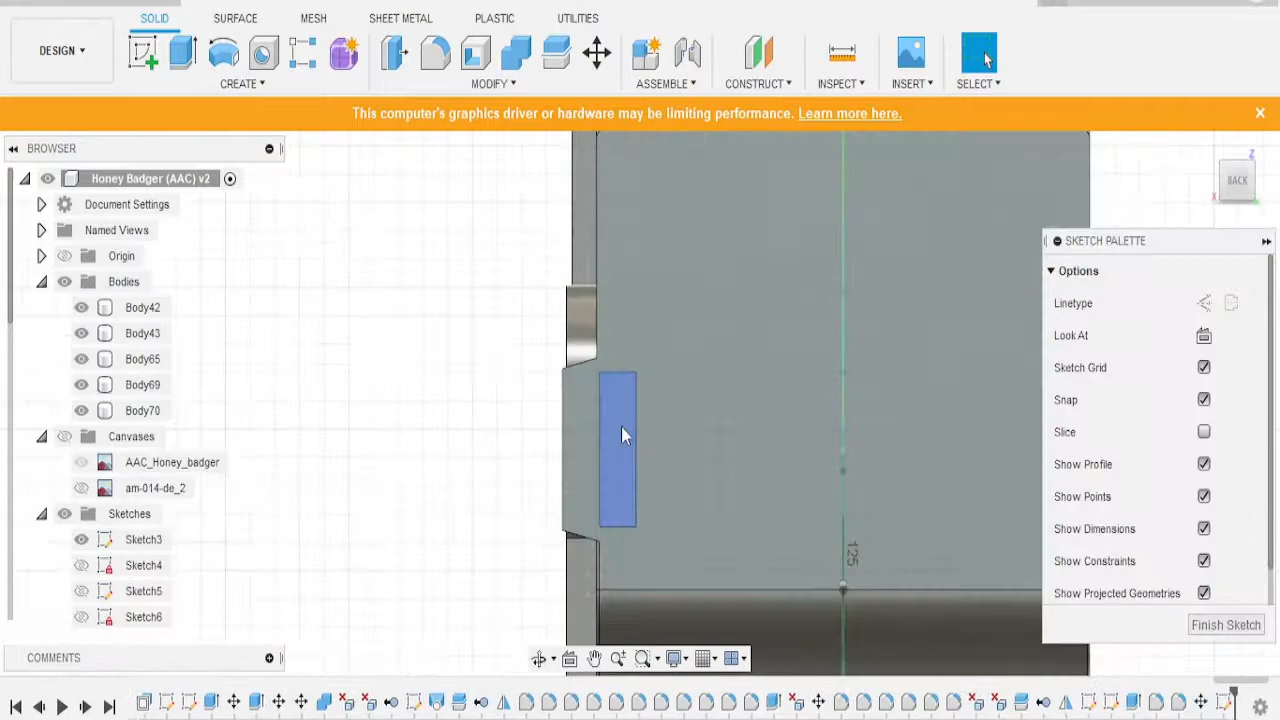 SOLID SURFACE MESH SHEET METAL PLASTIC UTILITIES
DESIGN
CREATE MODIFY ASSEMBLE CONSTRUCT INSPECT INSERT SELECT
This computer's graphics driver or hardware may be limiting performance. Learn more here.
BROWSER
Honey Badger (AAC) v2
Document Settings
Named Views
Origin
Bodies
Body42
Body43
Body65
Body69
Body70
Canvases
AAC_Honey_badger
am-014-de_2
Sketches
Sketch3
Sketch4
Sketch5
Sketch6
COMMENTS
125
Z
BACK
X
SKETCH PALETTE
Options
Linetype
Look At
Sketch Grid
Snap
Slice
Show Profile
Show Points
Show Dimensions
Show Constraints
Show Projected Geometries
Finish Sketch